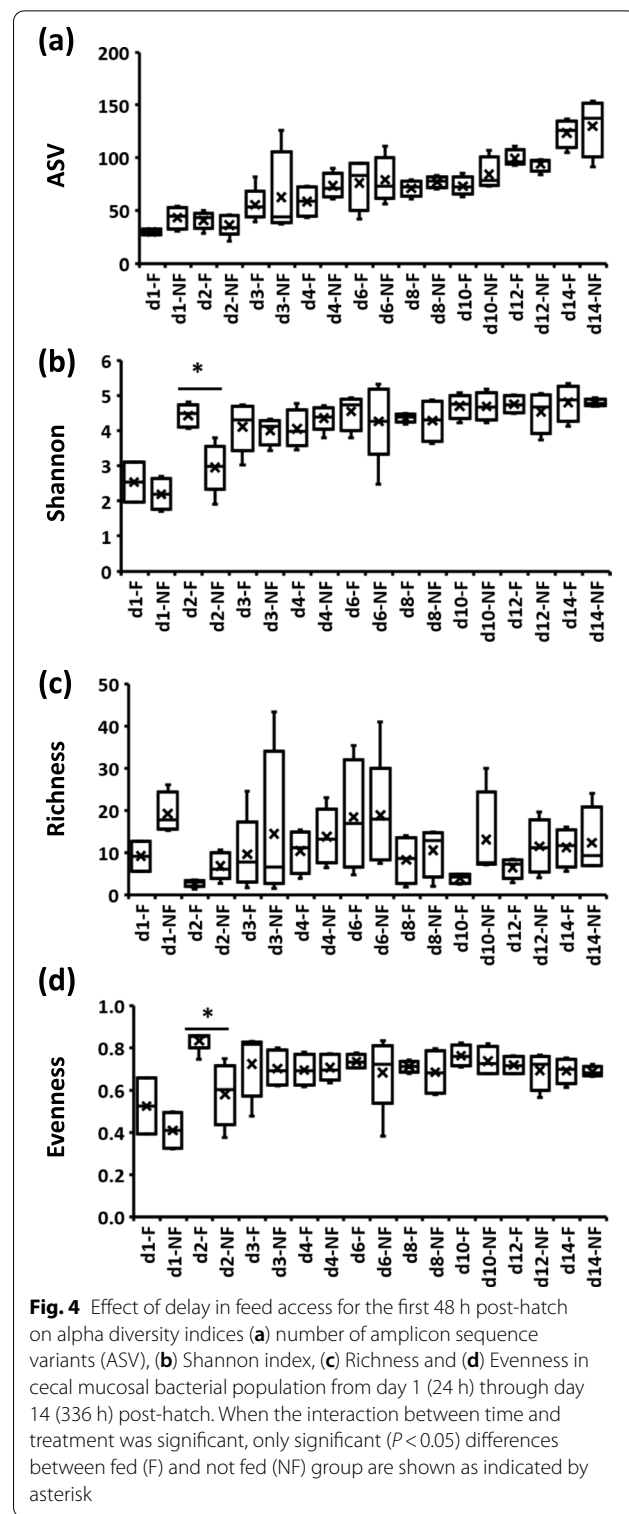 (a)
ASV
200
150
100
50
0
d1-F d1-NF d2-F d2-NF d3-F d3-NF d4-F d4-NF d6-F d6-NF d8-F d8-NF d10-F d10-NF d12-F d12-NF d14-F d14-NF
(b)
Shannon
6
5
4
3
2
1
0
*
d1-F d1-NF d2-F d2-NF d3-F d3-NF d4-F d4-NF d6-F d6-NF d8-F d8-NF d10-F d10-NF d12-F d12-NF d14-F d14-NF
(c)
Richness
50
40
30
20
10
0
d1-F d1-NF d2-F d2-NF d3-F d3-NF d4-F d4-NF d6-F d6-NF d8-F d8-NF d10-F d10-NF d12-F d12-NF d14-F d14-NF
(d)
Evenness
1.0
0.8
0.6
0.4
0.2
0.0
*
d1-F d1-NF d2-F d2-NF d3-F d3-NF d4-F d4-NF d6-F d6-NF d8-F d8-NF d10-F d10-NF d12-F d12-NF d14-F d14-NF
Fig. 4 Effect of delay in feed access for the first 48 h post-hatch
on alpha diversity indices (a) number of amplicon sequence
variants (ASV), (b) Shannon index, (c) Richness and (d) Evenness in
cecal mucosal bacterial population from day 1 (24 h) through day
14 (336 h) post-hatch. When the interaction between time and
treatment was significant, only significant (P < 0.05) differences
between fed (F) and not fed (NF) group are shown as indicated by
asterisk